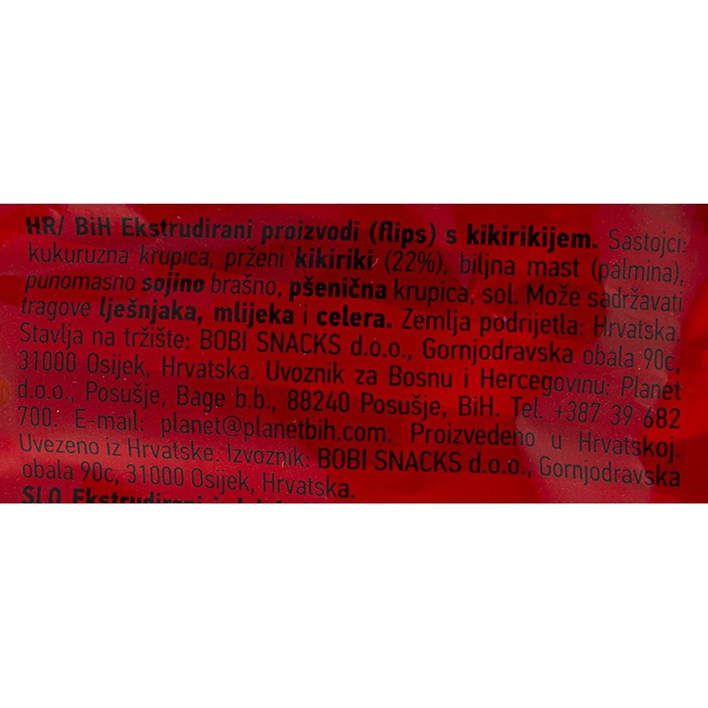 HR/ BiH Ekstrudirani proizvodi (flips) s kikirikijem. Sastojci:
kukuruzna krupica, prženi kikiriki (22%), biljna mast (palmina),
punomasno sojino brašno, pšenična krupica, sol. Može sadržavati
tragove lješnjaka, mlijeka i celera. Zemlja podrijetla: Hrvatska.
Stavlja na tržište: BOBI SNACKS d.o.o., Gornjodravska obala 90c,
31000 Osijek, Hrvatska. Uvoznik za Bosnu i Hercegovinu: Planet
d.o.o., Posušje, Bage b.b., 88240 Posušje, BiH. Tel. +387 39 682
700. E-mail: planet@planetbih.com. Proizvedeno u Hrvatskoj.
Uvezeno iz Hrvatske. Izvoznik: BOBI SNACKS d.o.o., Gornjodravska
obala 90c, 31000 Osijek, Hrvatska.
SLO Ekstrudirani